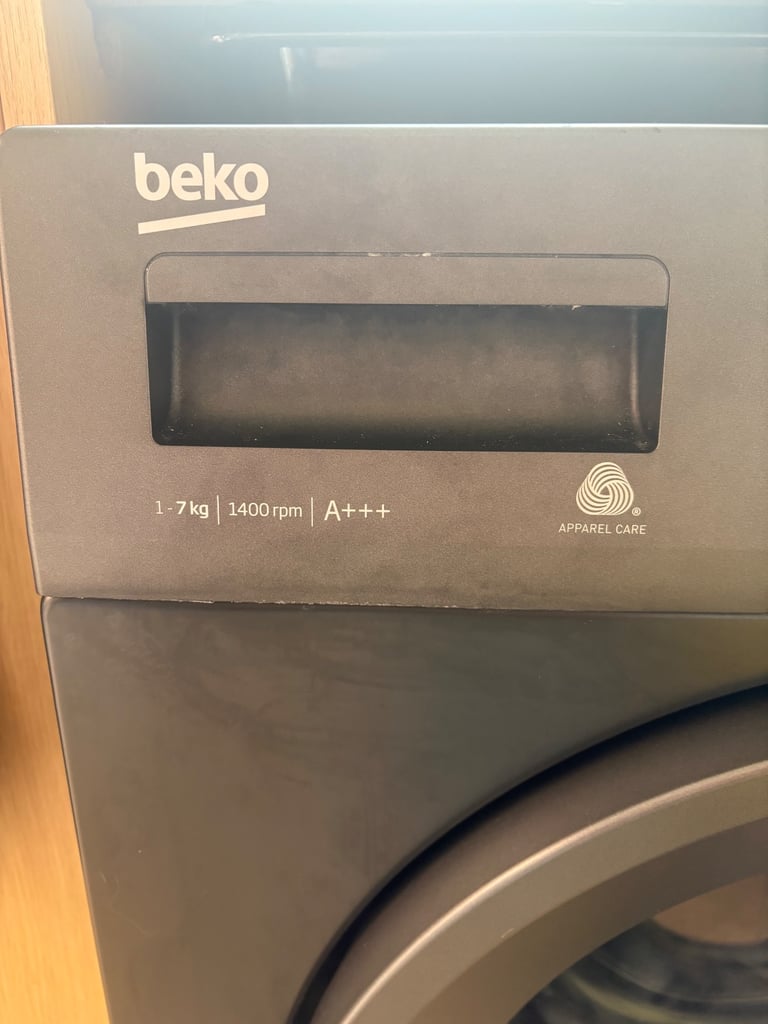 beko
1 - 7 kg | 1400 rpm | A+++
®
APPAREL CARE